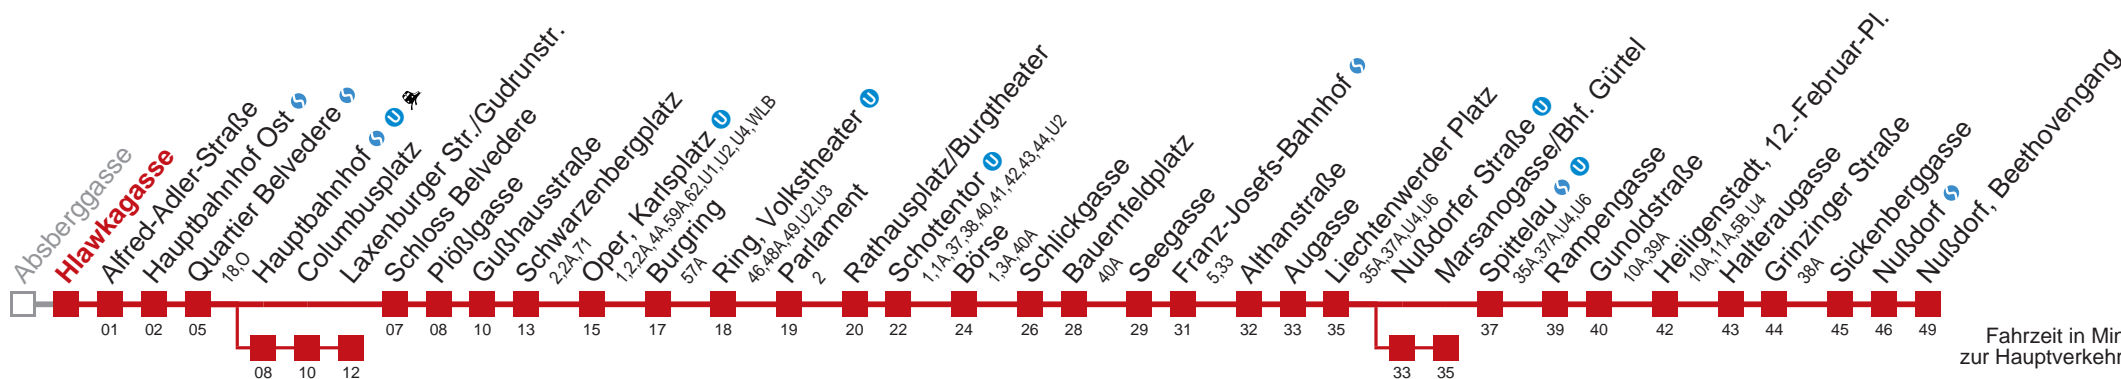 Absberggasse
Hlawkagasse
Alfred-Adler-Straße
Hauptbahnhof Ost S
Quartier Belvedere S
18,O
Hauptbahnhof S U
Columbusplatz
Laxenburger Str./Gudrunstr.
Schloss Belvedere
Plößlgasse
Gußhausstraße
Schwarzenbergplatz
2,2A,71
Oper, Karlsplatz U
1,2,2A,4A,59A,62,U1,U2,U4,WLB
Burgring
57A
Ring, Volkstheater U
46,48A,49,U2,U3
Parlament
2
Rathausplatz/Burgtheater
Schottentor U
1,1A,37,38,40,41,42,43,44,U2
Börse
1,3A,40A
Schlickgasse
Bauernfeldplatz
40A
Seegasse
Franz-Josefs-Bahnhof S
5,33
Althanstraße
Augasse
Liechtenwerder Platz
35A,37A,U4,U6
Nußdorfer Straße U
Marsanogasse/Bhf. Gürtel
Spittelau S U
35A,37A,U4,U6
Rampengasse
Gunoldstraße
10A,39A
Heiligenstadt, 12.-Februar-Pl.
10A,11A,5B,U4
Halteraugasse
Grinzinger Straße
38A
Sickenberggasse
Nußdorf S
Nußdorf, Beethovengang
01 02 05 07 08 10 13 15 17 18 19 20 22 24 26 28 29 31 32 33 35 37 39 40 42 43 44 45 46 49
08 10 12 33 35
Fahrzeit in Min
zur Hauptverkehr